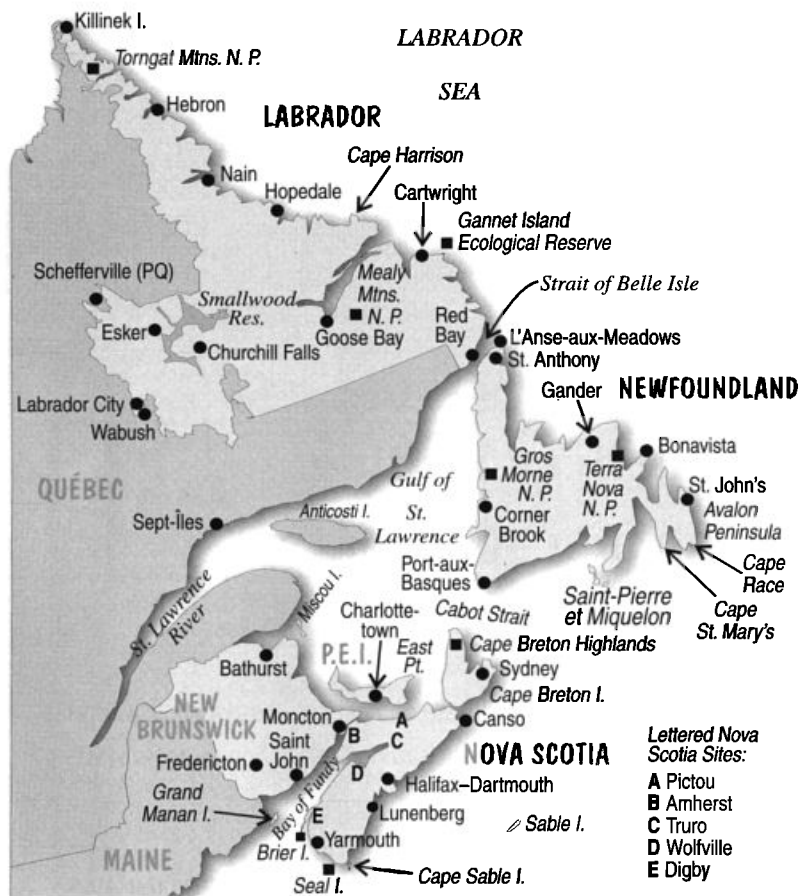 Killinek I.
LABRADOR
SEA
Torngat Mtns. N. P.
Hebron
LABRADOR
Cape Harrison
Nain
Hopedale
Cartwright
Gannet Island
Ecological Reserve
Schefferville (PQ)
Smallwood
Res.
Mealy
Mtns.
N. P.
Strait of Belle Isle
Esker
Goose Bay
Red
Bay
L'Anse-aux-Meadows
Churchill Falls
St. Anthony
Labrador City
Wabush
Gander
NEWFOUNDLAND
Bonavista
QUÉBEC
Gulf of
St.
Lawrence
Gros
Morne
N. P.
Terra
Nova
N. P.
St. John's
Avalon
Peninsula
Sept-Îles
Anticosti I.
Corner
Brook
Port-aux-
Basques
Saint-Pierre
et Miquelon
Cape
Race
Cape
St. Mary's
St. Lawrence
River
Miscou I.
Cabot Strait
Charlotte-
town
P.E.I.
East
Pt.
Cape Breton Highlands
Bathurst
Sydney
Cape Breton I.
NEW
BRUNSWICK
Moncton
A
B
C
Canso
Saint
John
Fredericton
D
NOVA SCOTIA
Halifax–Dartmouth
Grand
Manan I.
Bay of Fundy
E
Lunenberg
Sable I.
Yarmouth
Brier I.
MAINE
Seal I.
Cape Sable I.
Lettered Nova
Scotia Sites:
A Pictou
B Amherst
C Truro
D Wolfville
E Digby